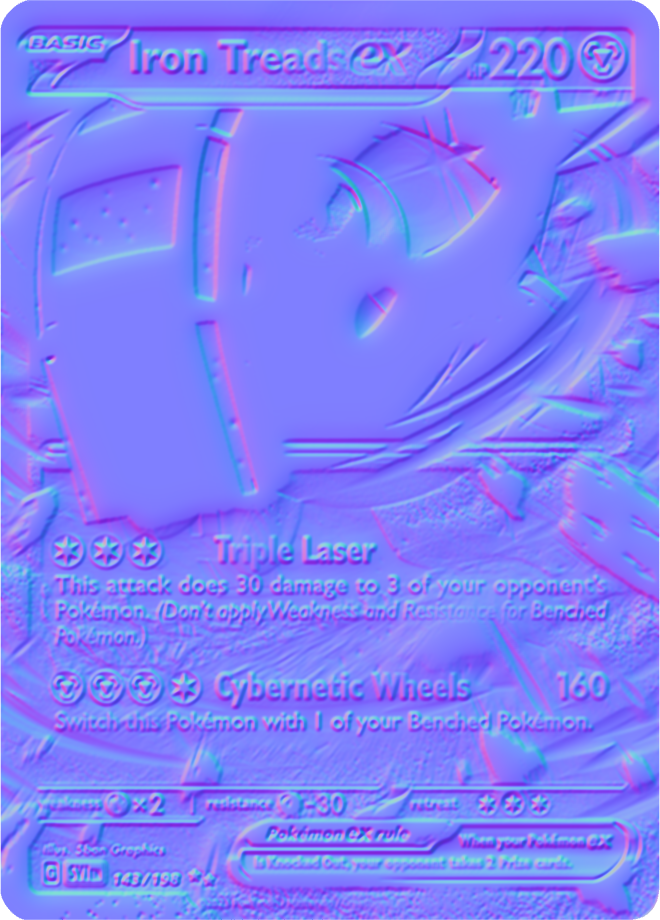 BASIC Iron Treads ex HP 220
Triple Laser
This attack does 30 damage to 3 of your opponent's
Pokémon. (Don't apply Weakness and Resistance for Benched
Pokémon.)
Cybernetic Wheels 160
Switch this Pokémon with 1 of your Benched Pokémon.
weakness ×2 resistance -30 retreat
Illus. 5ban Graphics
Pokémon ex rule
When your Pokémon ex
is Knocked Out, your opponent takes 2 Prize cards.
G SVI EN 143/198 ★★